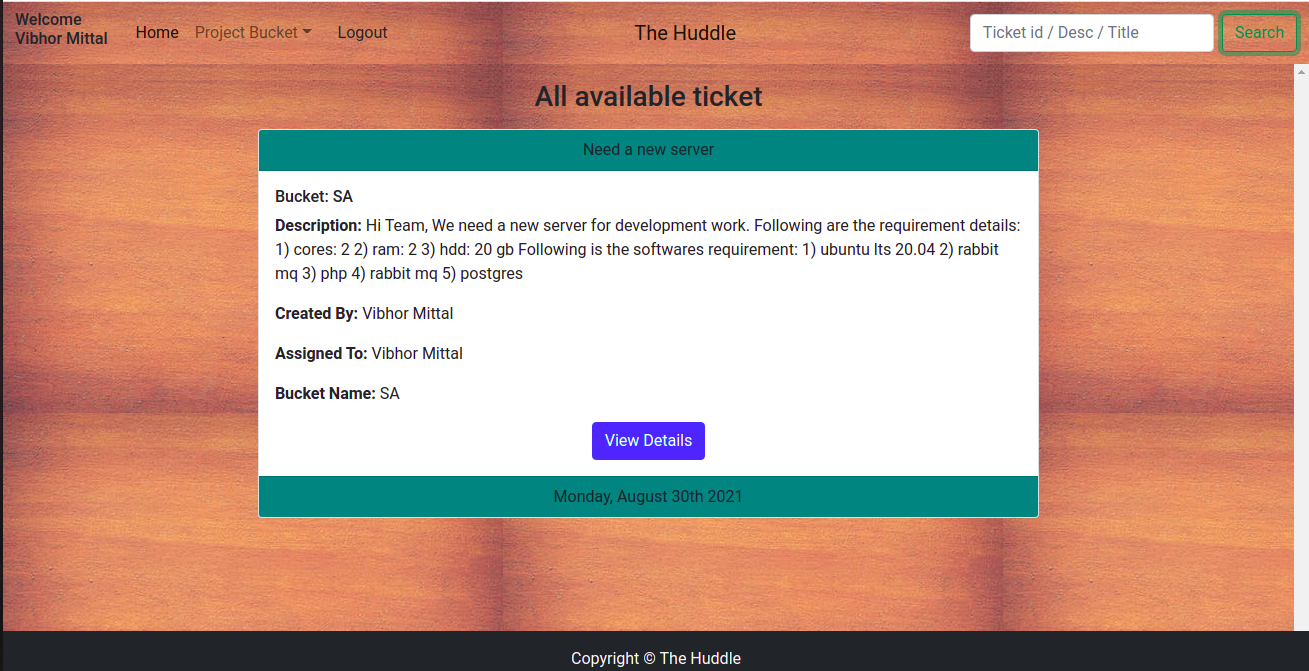 Welcome
Vibhor Mittal
Home Project Bucket Logout
The Huddle
Ticket id / Desc / Title
Search
All available ticket
Need a new server
Bucket: SA
Description: Hi Team, We need a new server for development work. Following are the requirement details:
1) cores: 2 2) ram: 2 3) hdd: 20 gb Following is the softwares requirement: 1) ubuntu lts 20.04 2) rabbit
mq 3) php 4) rabbit mq 5) postgres
Created By: Vibhor Mittal
Assigned To: Vibhor Mittal
Bucket Name: SA
View Details
Monday, August 30th 2021
Copyright © The Huddle